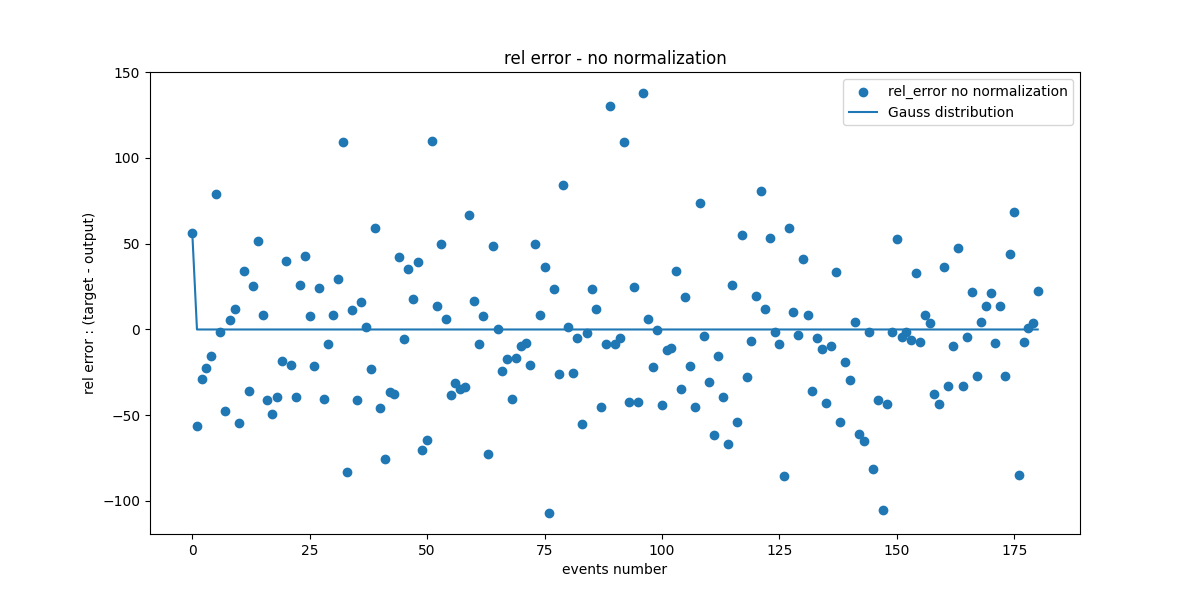 rel error - no normalization
rel_error no normalization
Gauss distribution
rel error : (target - output)
150
100
50
0
−50
−100
0
25
50
75
100
125
150
175
events number